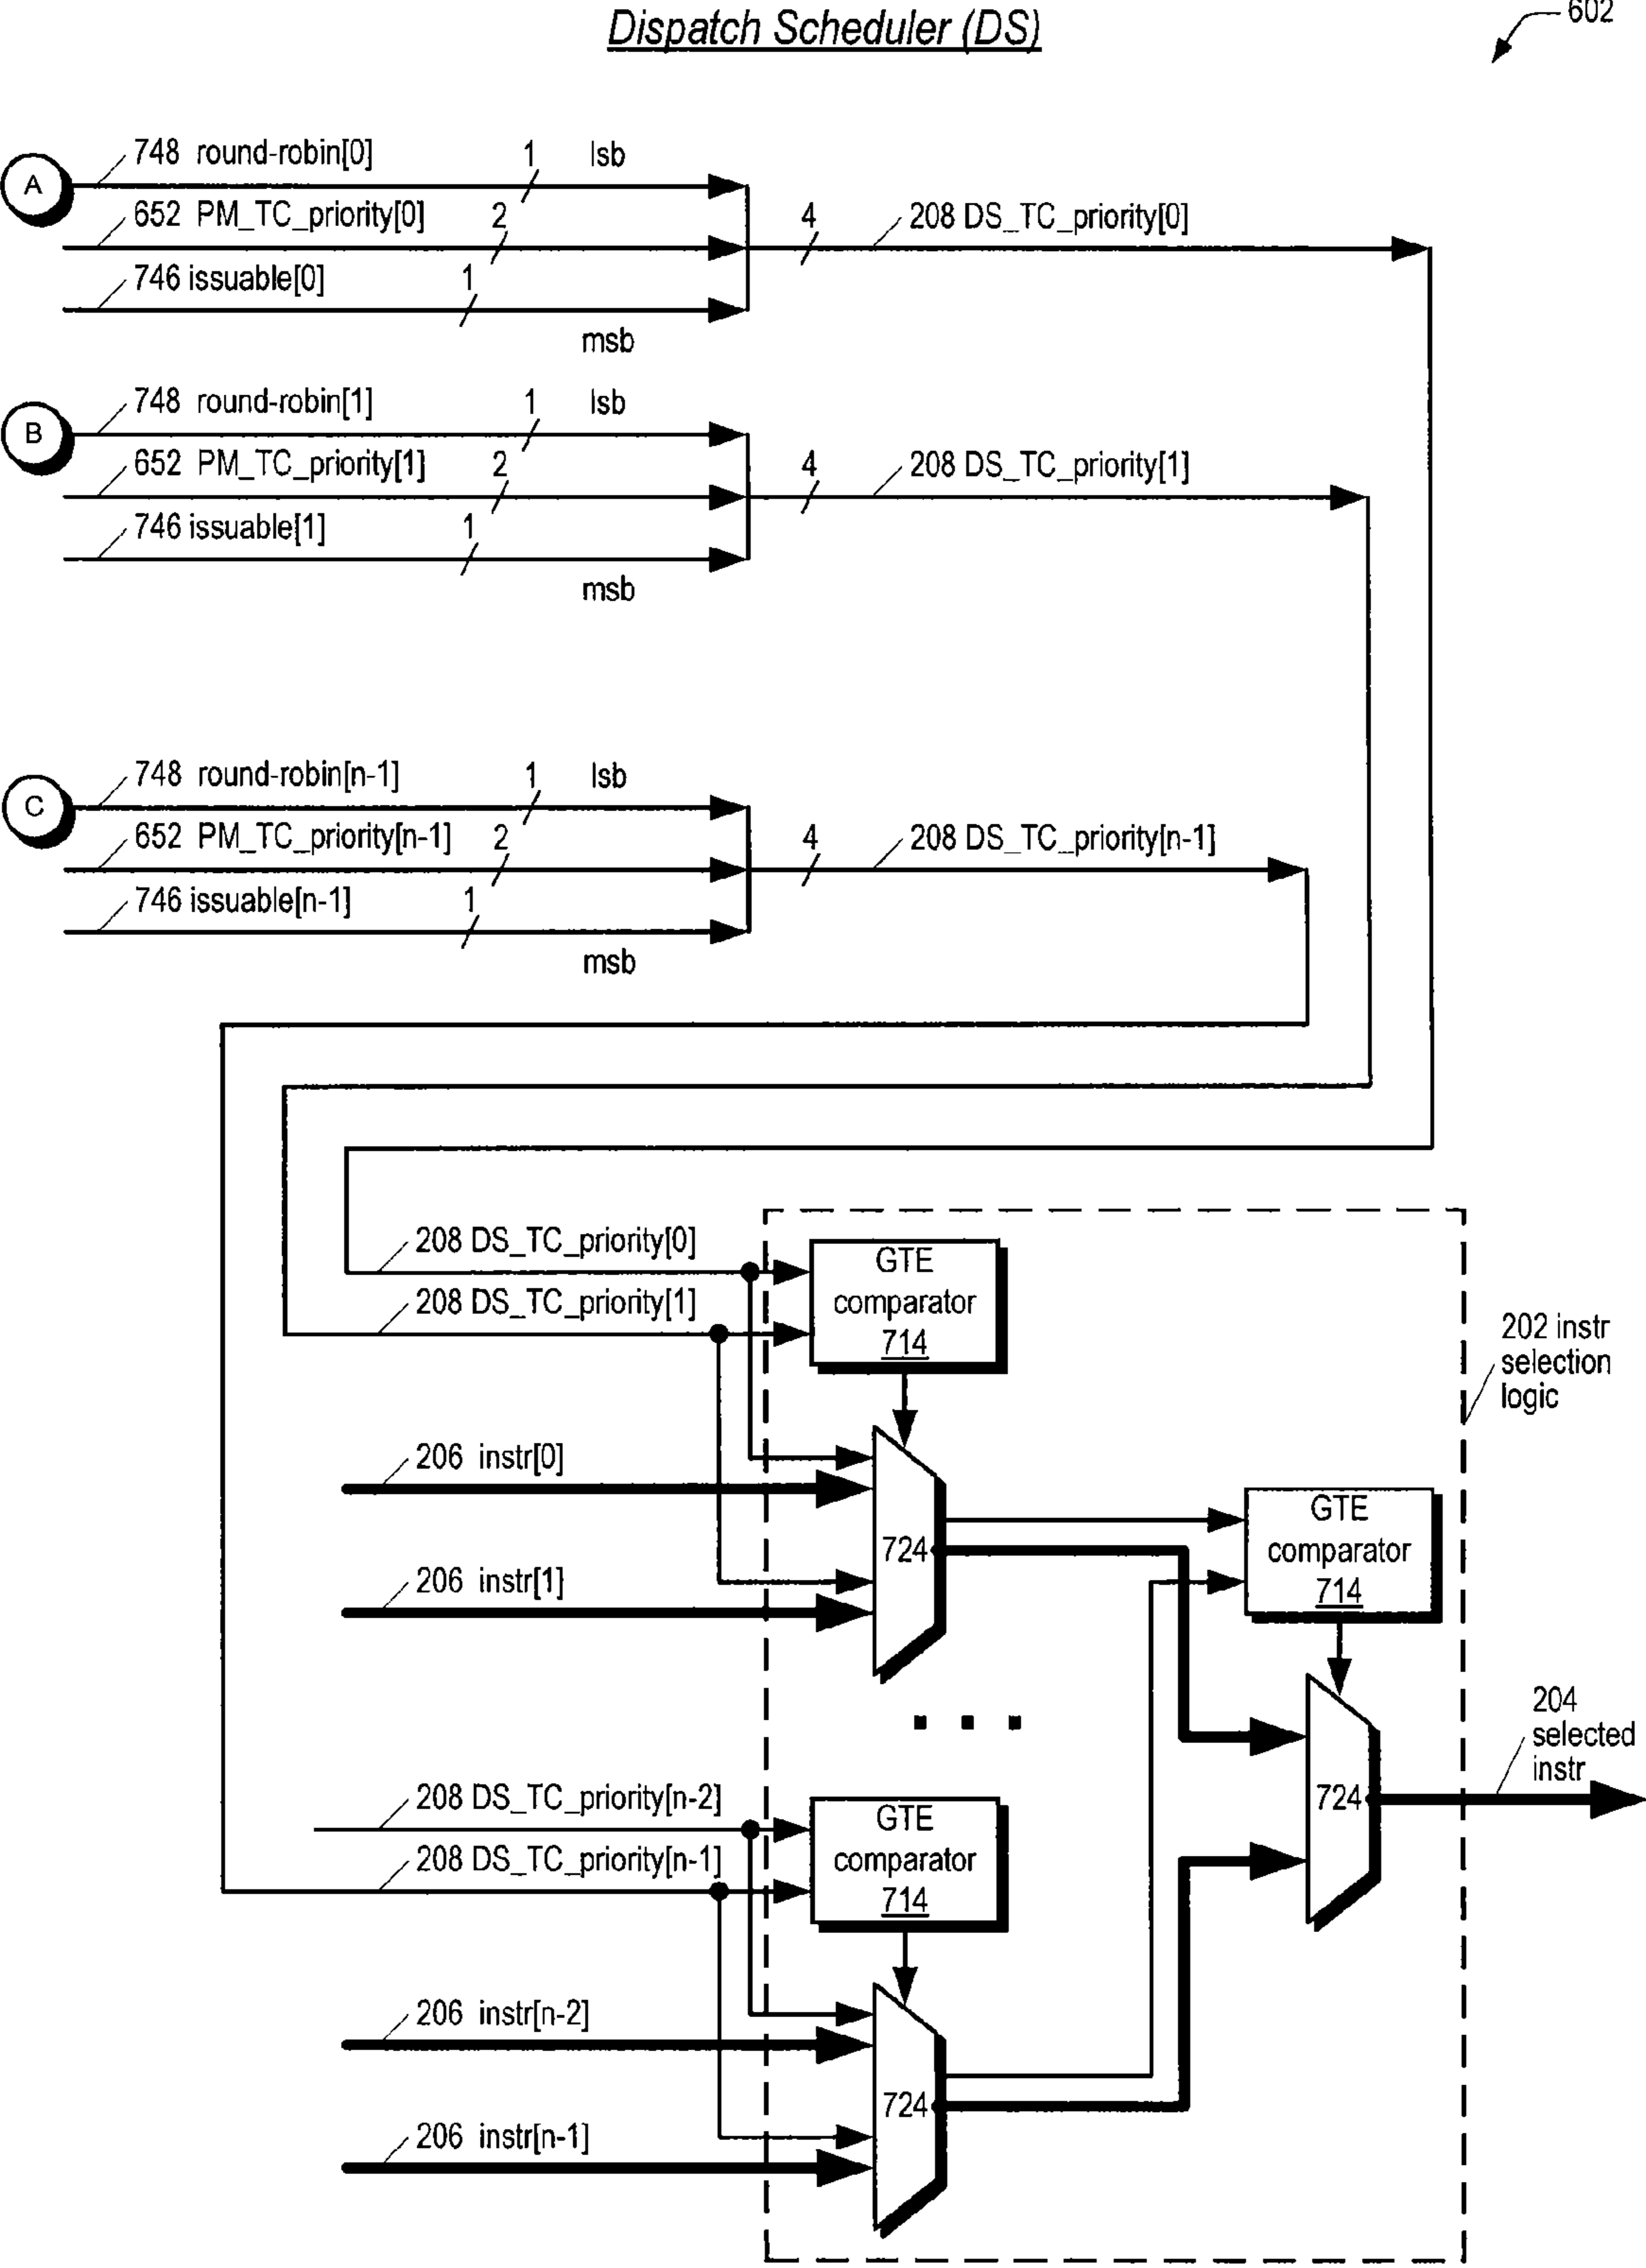 Dispatch Scheduler (DS)
602
A
748 round-robin[0] 1 lsb
652 PM_TC_priority[0] 2
4 208 DS_TC_priority[0]
746 issuable[0] 1
msb
B
748 round-robin[1] 1 lsb
652 PM_TC_priority[1] 2
4 208 DS_TC_priority[1]
746 issuable[1] 1
msb
C
748 round-robin[n-1] 1 lsb
652 PM_TC_priority[n-1] 2
4 208 DS_TC_priority[n-1]
746 issuable[n-1] 1
msb
208 DS_TC_priority[0]
208 DS_TC_priority[1]
GTE
comparator
714
202 instr
selection
logic
206 instr[0]
206 instr[1]
724
GTE
comparator
714
204
selected
instr
724
208 DS_TC_priority[n-2]
208 DS_TC_priority[n-1]
GTE
comparator
714
206 instr[n-2]
206 instr[n-1]
724